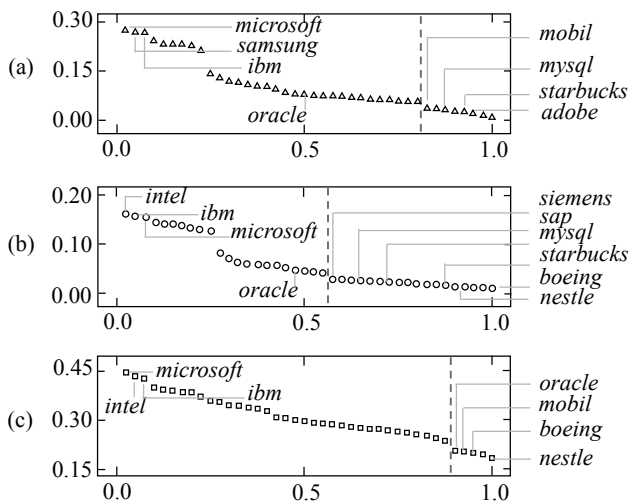 0.30
0.15
0.00
(a)
microsoft
samsung
ibm
oracle
mobil
mysql
starbucks
adobe
0.0 0.5 1.0
0.20
0.10
0.00
(b)
intel
ibm
microsoft
oracle
siemens
sap
mysql
starbucks
boeing
nestle
0.0 0.5 1.0
0.45
0.30
0.15
(c)
microsoft
intel
ibm
oracle
mobil
boeing
nestle
0.0 0.5 1.0